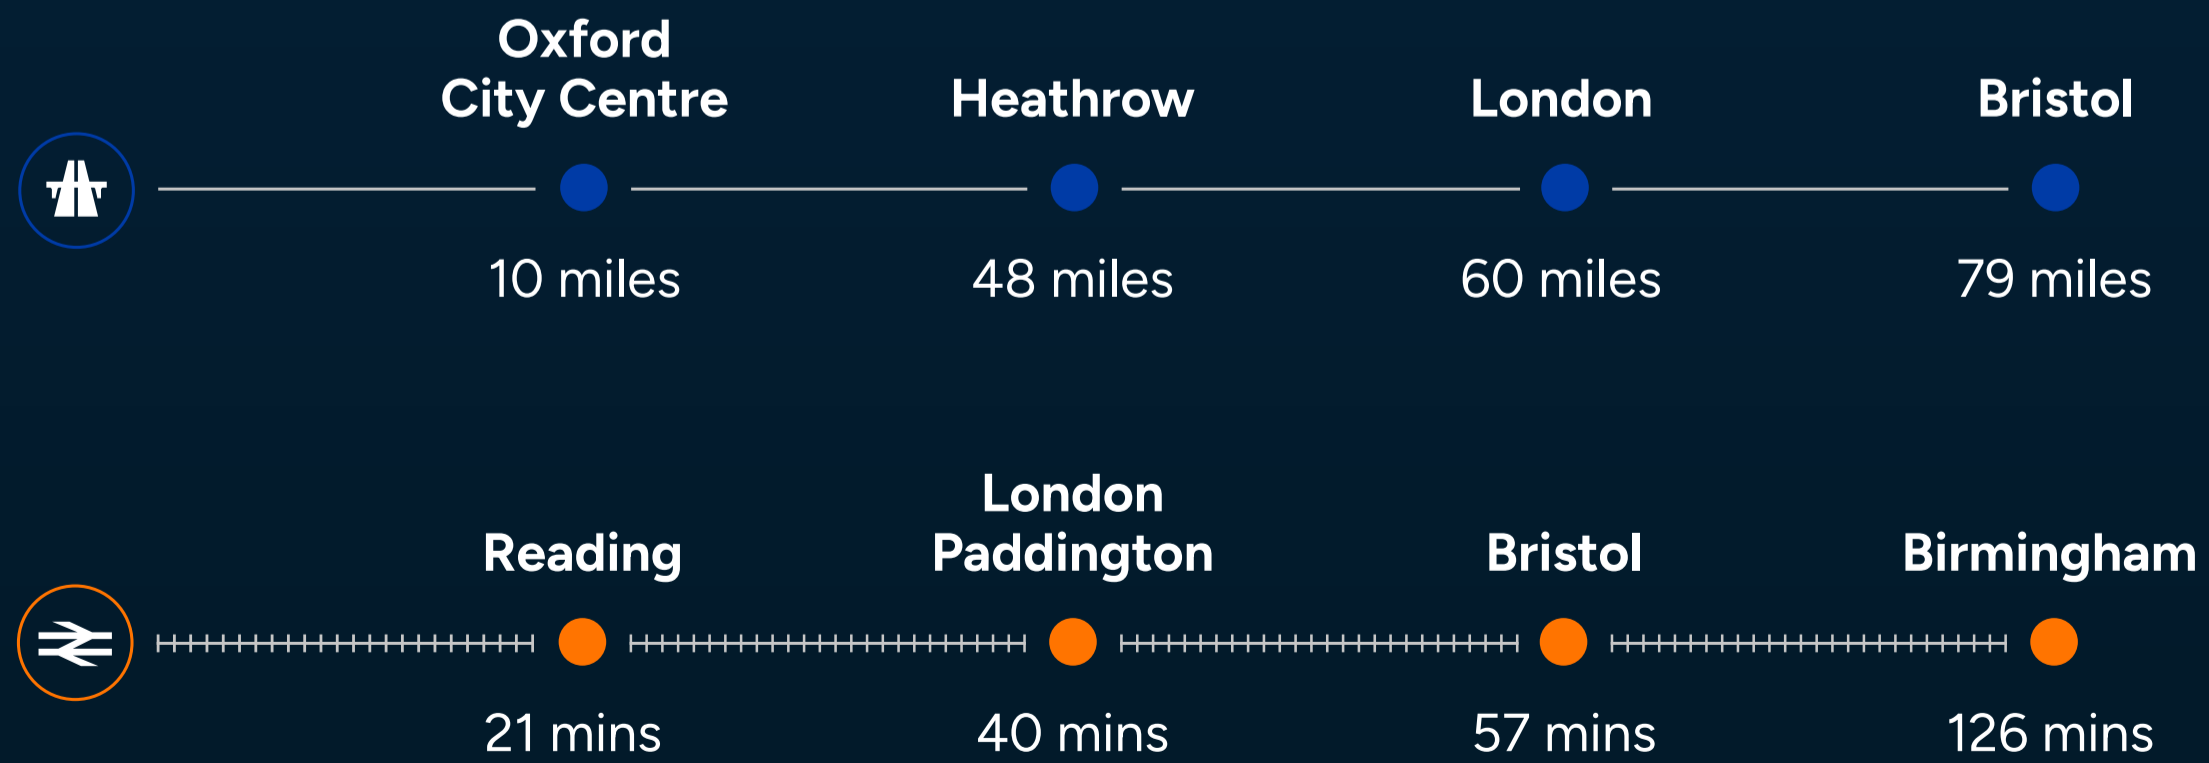 Oxford
City Centre
Heathrow
London
Bristol
10 miles
48 miles
60 miles
79 miles
Reading
London
Paddington
Bristol
Birmingham
21 mins
40 mins
57 mins
126 mins